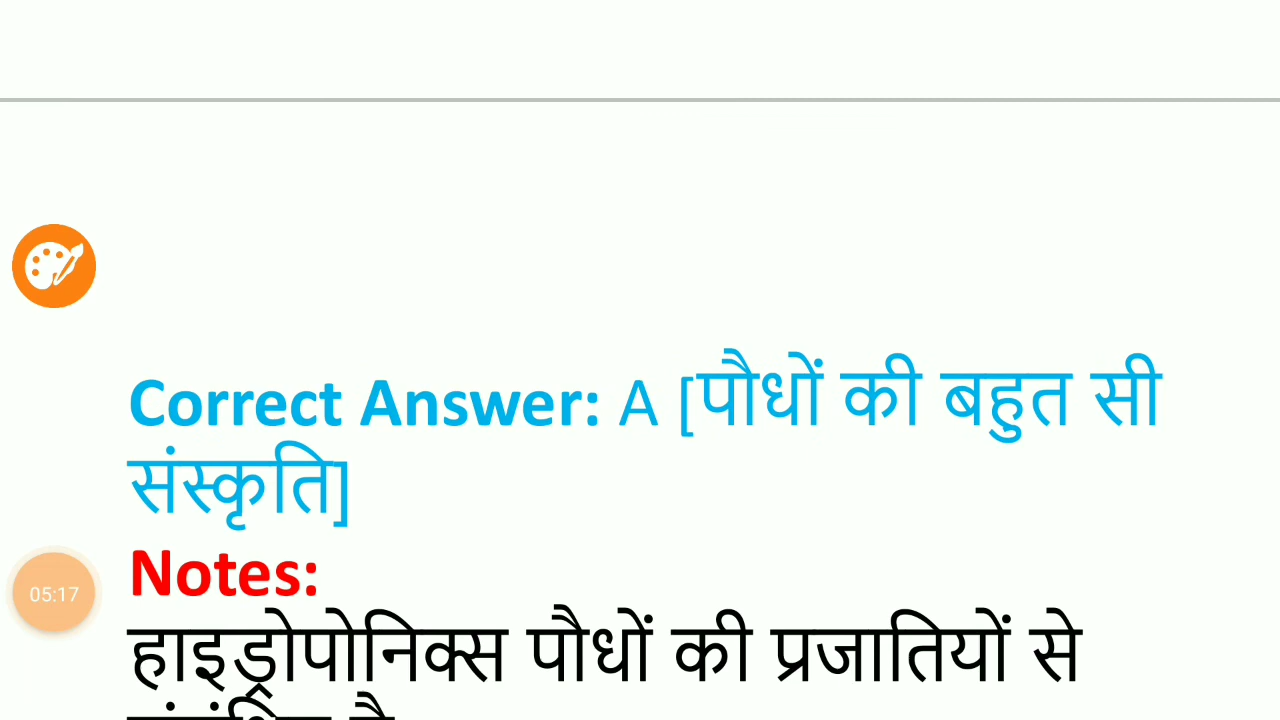 Correct Answer: A [पौधों की बहुत सी
संस्कृति]
Notes:
05:17
हाइड्रोपोनिक्स पौधों की प्रजातियों से